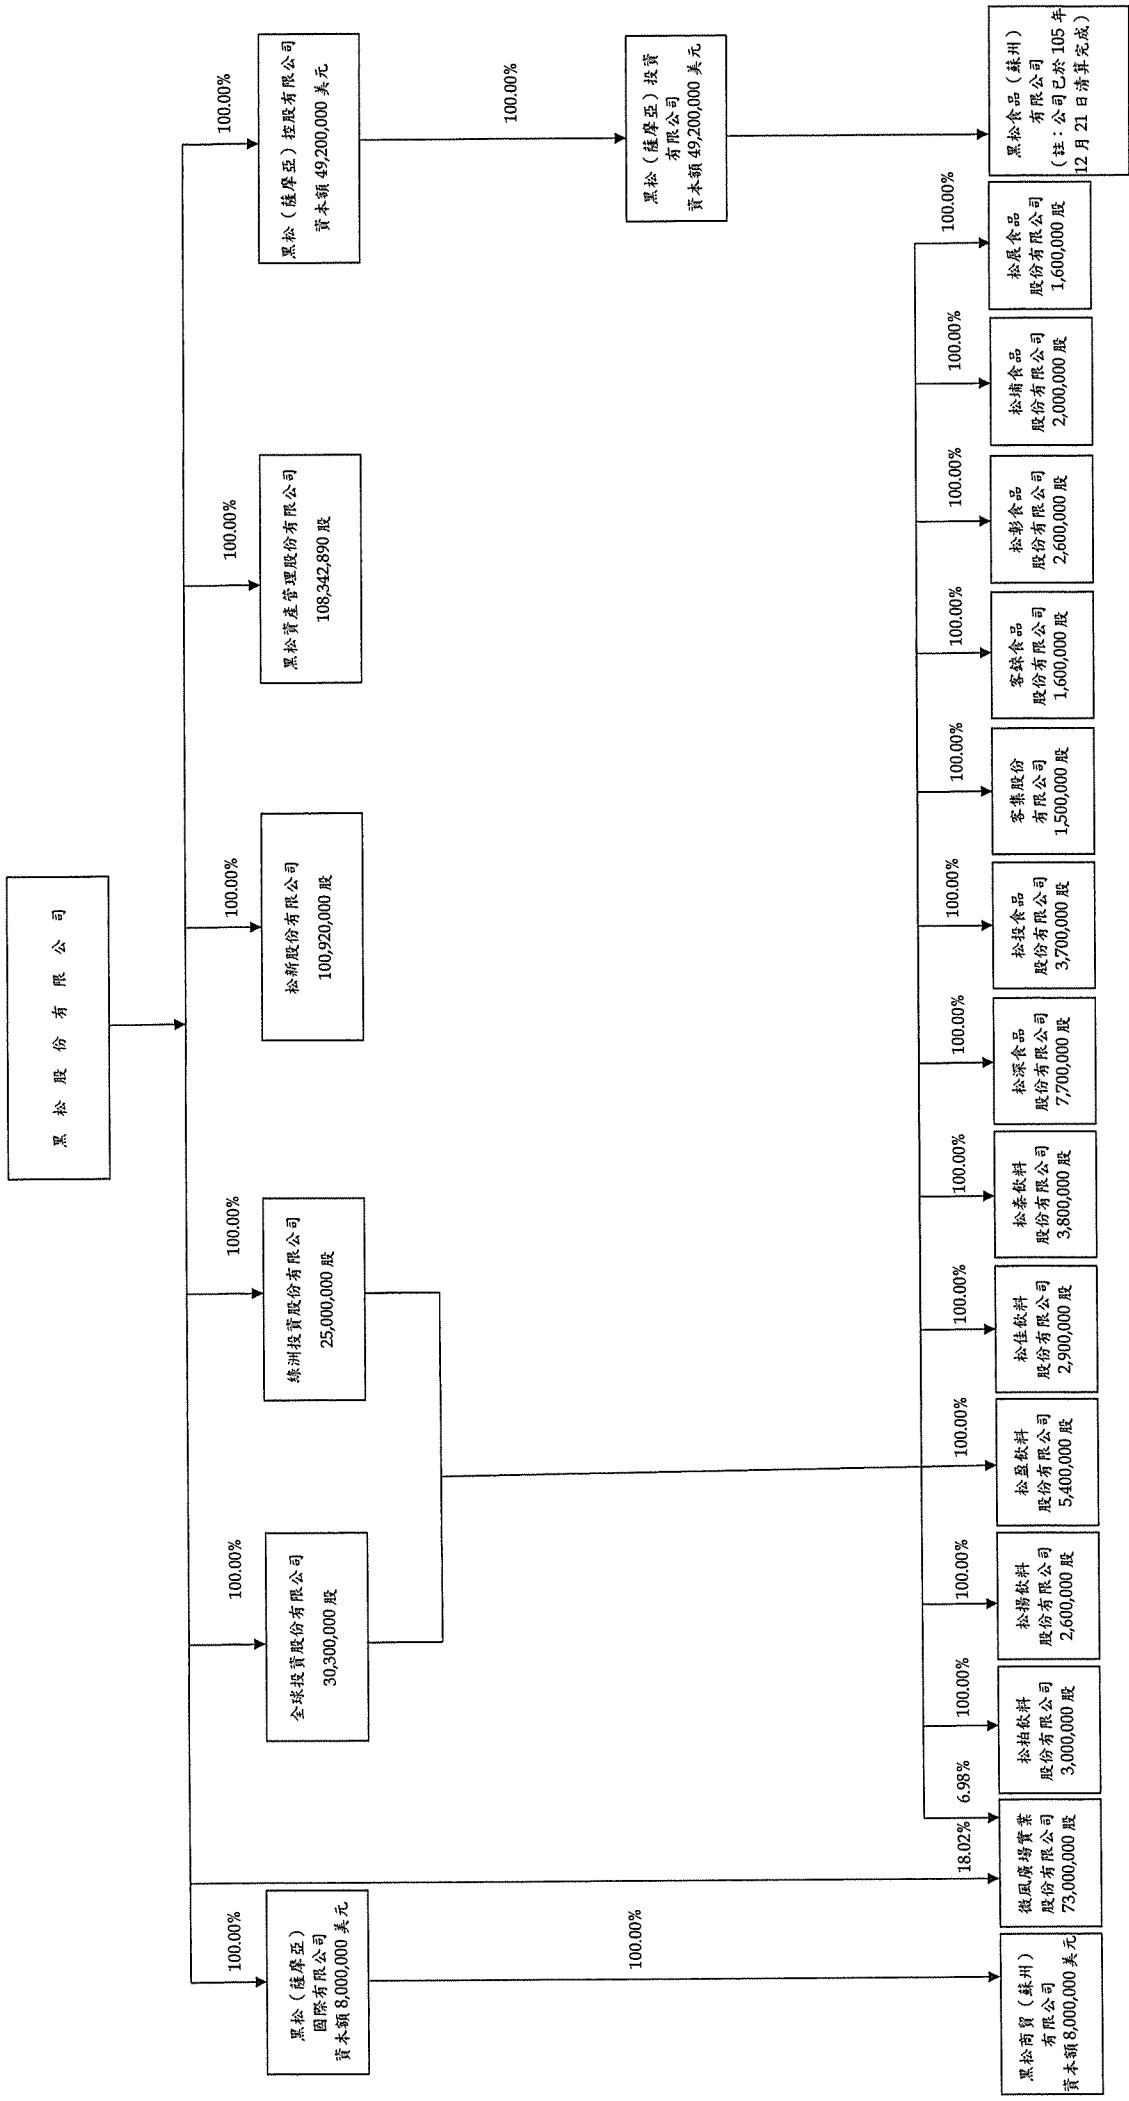 黑松股份有限公司
100.00%
100.00%
100.00%
100.00%
100.00%
100.00%
黑松（薩摩亞）
國際有限公司
資本額 8,000,000 美元
全球投資股份有限公司
30,300,000 股
綠洲投資股份有限公司
25,000,000 股
松新股份有限公司
100,920,000 股
黑松資產管理股份有限公司
108,342,890 股
黑松（薩摩亞）控股有限公司
資本額 49,200,000 美元
100.00%
100.00%
黑松（薩摩亞）投資
有限公司
資本額 49,200,000 美元
18.02%
6.98%
100.00%
100.00%
100.00%
100.00%
100.00%
100.00%
100.00%
100.00%
100.00%
100.00%
100.00%
100.00%
黑松商貿（蘇州）
有限公司
資本額 8,000,000 美元
微風廣場實業
股份有限公司
73,000,000 股
松柏飲料
股份有限公司
3,000,000 股
松揚飲料
股份有限公司
2,600,000 股
松盈飲料
股份有限公司
5,400,000 股
松佳飲料
股份有限公司
2,900,000 股
松泰飲料
股份有限公司
3,800,000 股
松深食品
股份有限公司
7,700,000 股
松投食品
股份有限公司
3,700,000 股
客集股份
有限公司
1,500,000 股
客錸食品
股份有限公司
1,600,000 股
松彰食品
股份有限公司
2,600,000 股
松埔食品
股份有限公司
2,000,000 股
松展食品
股份有限公司
1,600,000 股
黑松食品（蘇州）
有限公司
（註：公司已於 105 年
12 月 21 日清算完成）